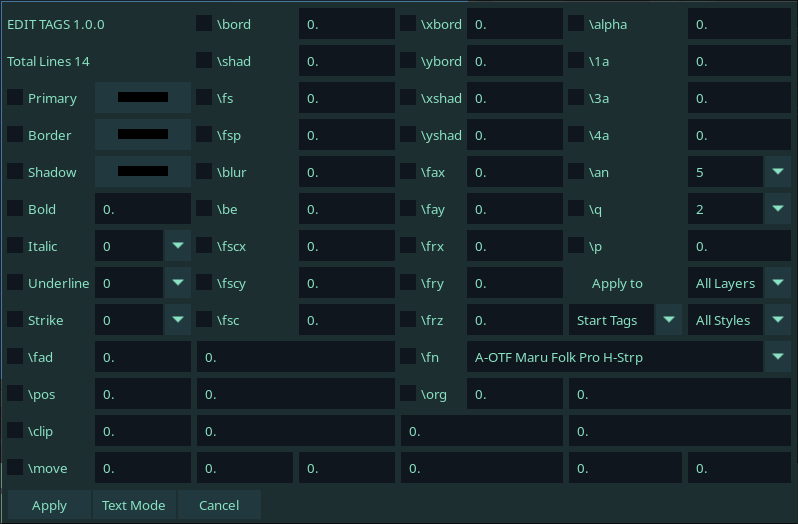 EDIT TAGS 1.0.0 \bord 0. \xbord 0. \alpha 0.
Total Lines 14 \shad 0. \ybord 0. \1a 0.
Primary \fs 0. \xshad 0. \3a 0.
Border \fsp 0. \yshad 0. \4a 0.
Shadow \blur 0. \fax 0. \an 5
Bold 0. \be 0. \fay 0. \q 2
Italic 0 \fscx 0. \frx 0. \p 0.
Underline 0 \fscy 0. \fry 0. Apply to All Layers
Strike 0 \fsc 0. \frz 0. Start Tags All Styles
\fad 0. 0. \fn A-OTF Maru Folk Pro H-Strp
\pos 0. 0. \org 0. 0.
\clip 0. 0. 0. 0.
\move 0. 0. 0. 0. 0. 0.
Apply Text Mode Cancel